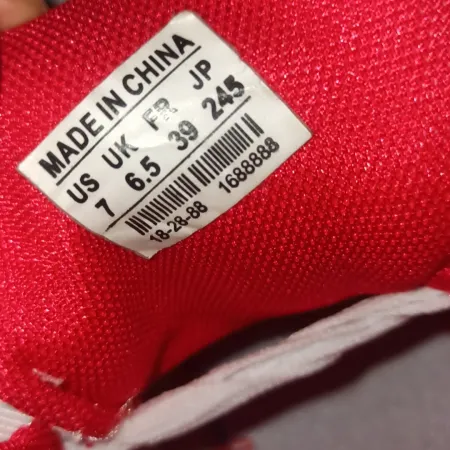 MADE IN CHINA
US UK FR JP
7 6.5 39 245
18-28-88 1688888